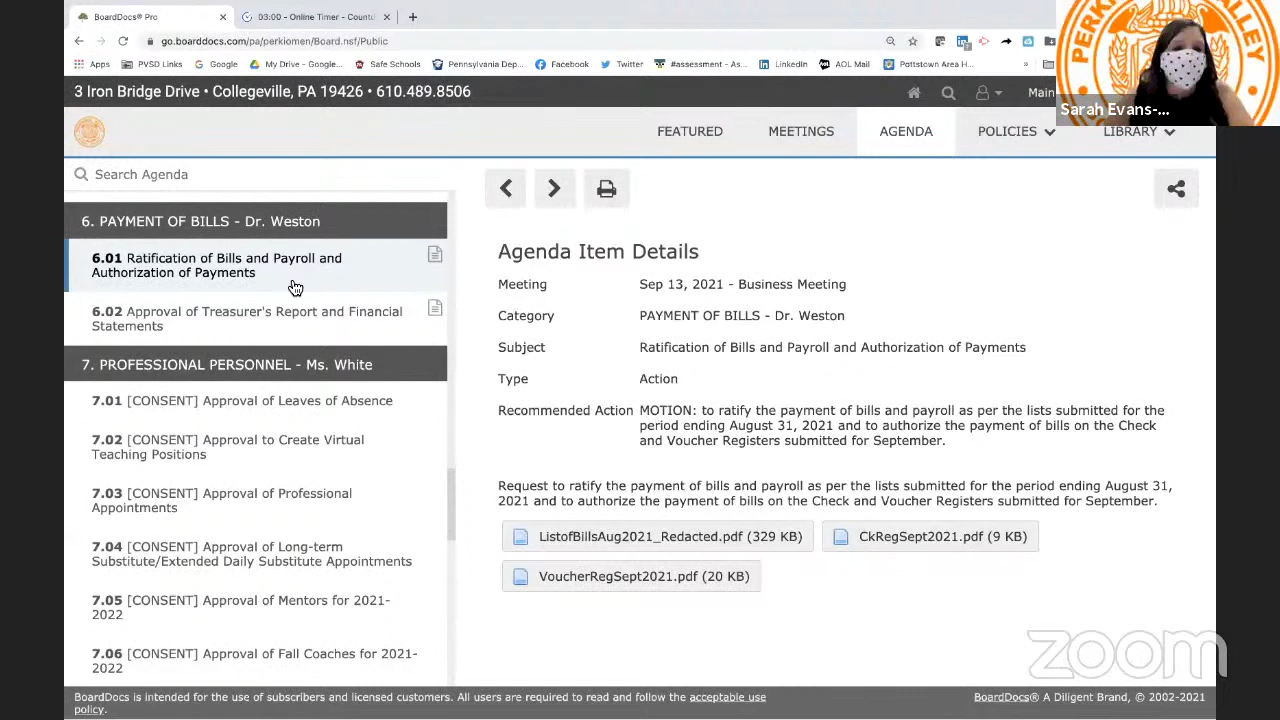 BoardDocs® Pro
03:00 - Online Timer - Countd
go.boarddocs.com/pa/perkiomen/Board.nsf/Public
Apps
PVSD Links
Google
My Drive - Google...
Safe Schools
Pennsylvania Dep...
Facebook
Twitter
#assessment - As...
LinkedIn
AOL Mail
Pottstown Area H...
3 Iron Bridge Drive • Collegeville, PA 19426 • 610.489.8506
Main
Sarah Evans-...
FEATURED
MEETINGS
AGENDA
POLICIES
LIBRARY
Search Agenda
6. PAYMENT OF BILLS - Dr. Weston
6.01 Ratification of Bills and Payroll and
Authorization of Payments
6.02 Approval of Treasurer's Report and Financial
Statements
7. PROFESSIONAL PERSONNEL - Ms. White
7.01 [CONSENT] Approval of Leaves of Absence
7.02 [CONSENT] Approval to Create Virtual
Teaching Positions
7.03 [CONSENT] Approval of Professional
Appointments
7.04 [CONSENT] Approval of Long-term
Substitute/Extended Daily Substitute Appointments
7.05 [CONSENT] Approval of Mentors for 2021-
2022
7.06 [CONSENT] Approval of Fall Coaches for 2021-
2022
Agenda Item Details
Meeting Sep 13, 2021 - Business Meeting
Category PAYMENT OF BILLS - Dr. Weston
Subject Ratification of Bills and Payroll and Authorization of Payments
Type Action
Recommended Action MOTION: to ratify the payment of bills and payroll as per the lists submitted for the
period ending August 31, 2021 and to authorize the payment of bills on the Check
and Voucher Registers submitted for September.
Request to ratify the payment of bills and payroll as per the lists submitted for the period ending August 31,
2021 and to authorize the payment of bills on the Check and Voucher Registers submitted for September.
ListofBillsAug2021_Redacted.pdf (329 KB)
CkRegSept2021.pdf (9 KB)
VoucherRegSept2021.pdf (20 KB)
zoom
BoardDocs is intended for the use of subscribers and licensed customers. All users are required to read and follow the acceptable use
policy.
BoardDocs® A Diligent Brand, © 2002-2021